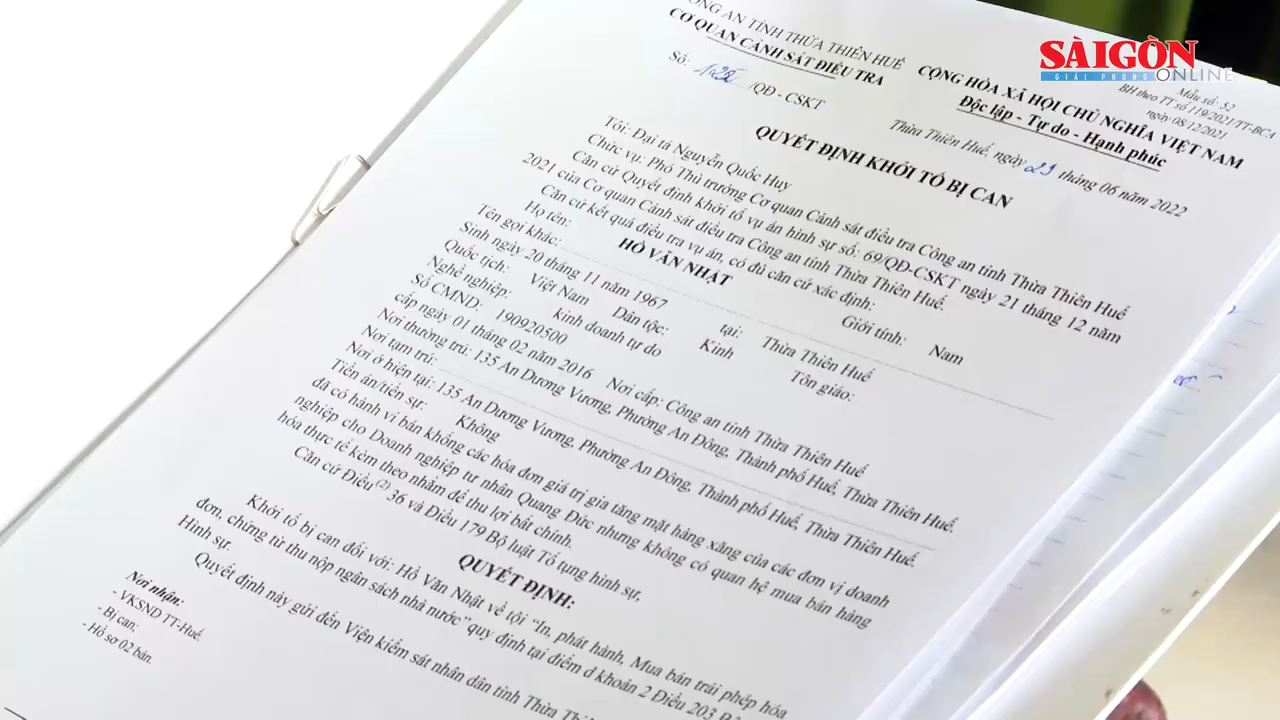 SÀIGÒN
GIẢI PHÓNG ONLINE
CÔNG AN TỈNH THỪA THIÊN HUẾ
CƠ QUAN CẢNH SÁT ĐIỀU TRA
Số: /QĐ - CSKT
Mẫu số - 52
BH theo TT số 119/2021/TT-BCA
ngày 08/12/2021
CỘNG HÒA XÃ HỘI CHỦ NGHĨA VIỆT NAM
Độc lập - Tự do - Hạnh phúc
Thừa Thiên Huế, ngày 29 tháng 06 năm 2022
QUYẾT ĐỊNH KHỞI TỐ BỊ CAN
Tôi: Đại tá Nguyễn Quốc Huy
Chức vụ: Phó Thủ trưởng Cơ quan Cảnh sát điều tra Công an tỉnh Thừa Thiên Huế
Căn cứ Quyết định khởi tố vụ án hình sự số: 69/QĐ-CSKT ngày 21 tháng 12 năm
2021 của Cơ quan Cảnh sát điều tra Công an tỉnh Thừa Thiên Huế.
Căn cứ kết quả điều tra vụ án, có đủ căn cứ xác định:
Họ tên: HỒ VĂN NHẬT Giới tính: Nam
Tên gọi khác:
Sinh ngày 20 tháng 11 năm 1967 tại: Thừa Thiên Huế
Quốc tịch: Việt Nam Dân tộc: Kinh Tôn giáo:
Nghề nghiệp: kinh doanh tự do
Số CMND: 190920500
cấp ngày 01 tháng 02 năm 2016 Nơi cấp: Công an tỉnh Thừa Thiên Huế
Nơi thường trú: 135 An Dương Vương, Phường An Đông, Thành phố Huế, Thừa Thiên Huế.
Nơi tạm trú:
Nơi ở hiện tại: 135 An Dương Vương, Phường An Đông, Thành phố Huế, Thừa Thiên Huế.
Tiền án/tiền sự: Không
đã có hành vi bán khống các hóa đơn giá trị gia tăng mặt hàng xăng của các đơn vị doanh
nghiệp cho Doanh nghiệp tư nhân Quang Đức nhưng không có quan hệ mua bán hàng
hóa thực tế kèm theo nhằm để thu lợi bất chính.
Căn cứ Điều (2) 36 và Điều 179 Bộ luật Tố tụng hình sự,
QUYẾT ĐỊNH:
Khởi tố bị can đối với: Hồ Văn Nhật về tội "In, phát hành, Mua bán trái phép hóa
đơn, chứng từ thu nộp ngân sách nhà nước" quy định tại điểm d khoản 2 Điều 203
Hình sự.
Quyết định này gửi đến Viện kiểm sát nhân dân tỉnh Thừa
Nơi nhận:
- VKSND TT-Huế.
- Bị can;
- Hồ sơ 02 bản.